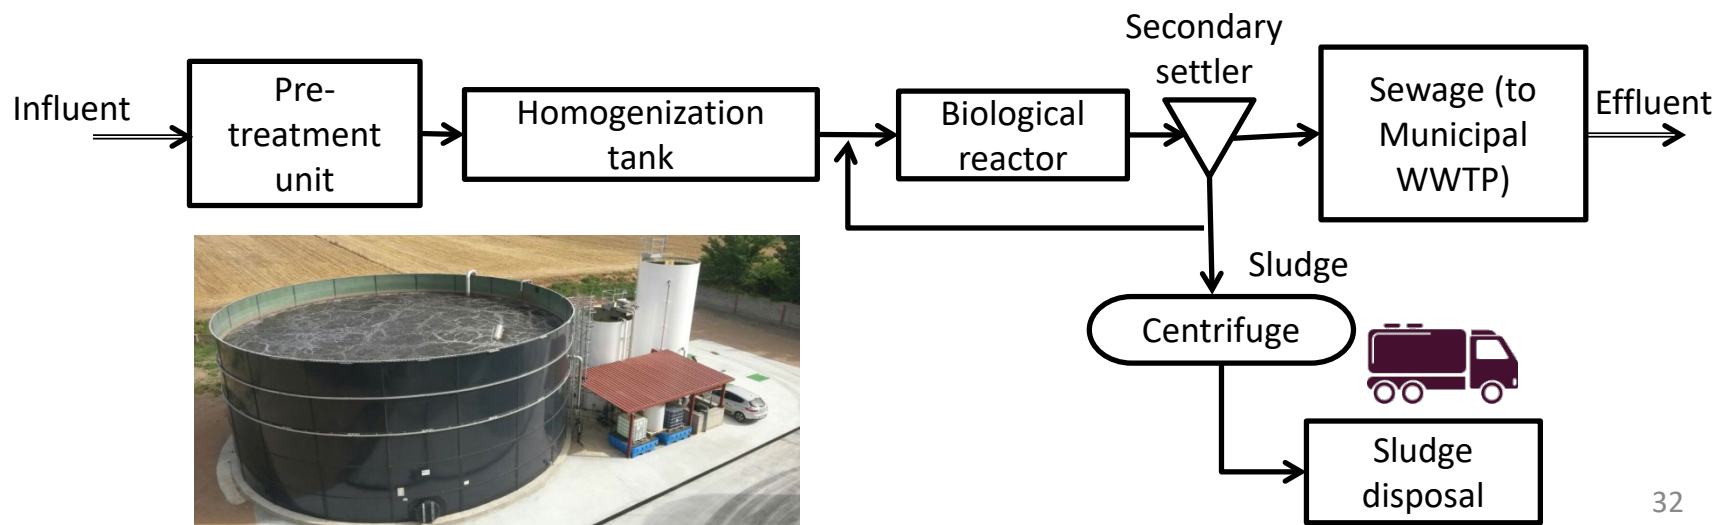 Influent
Pre-
treatment
unit
Homogenization
tank
Biological
reactor
Secondary
settler
Sewage (to
Municipal
WWTP)
Effluent
Sludge
Centrifuge
Sludge
disposal
32